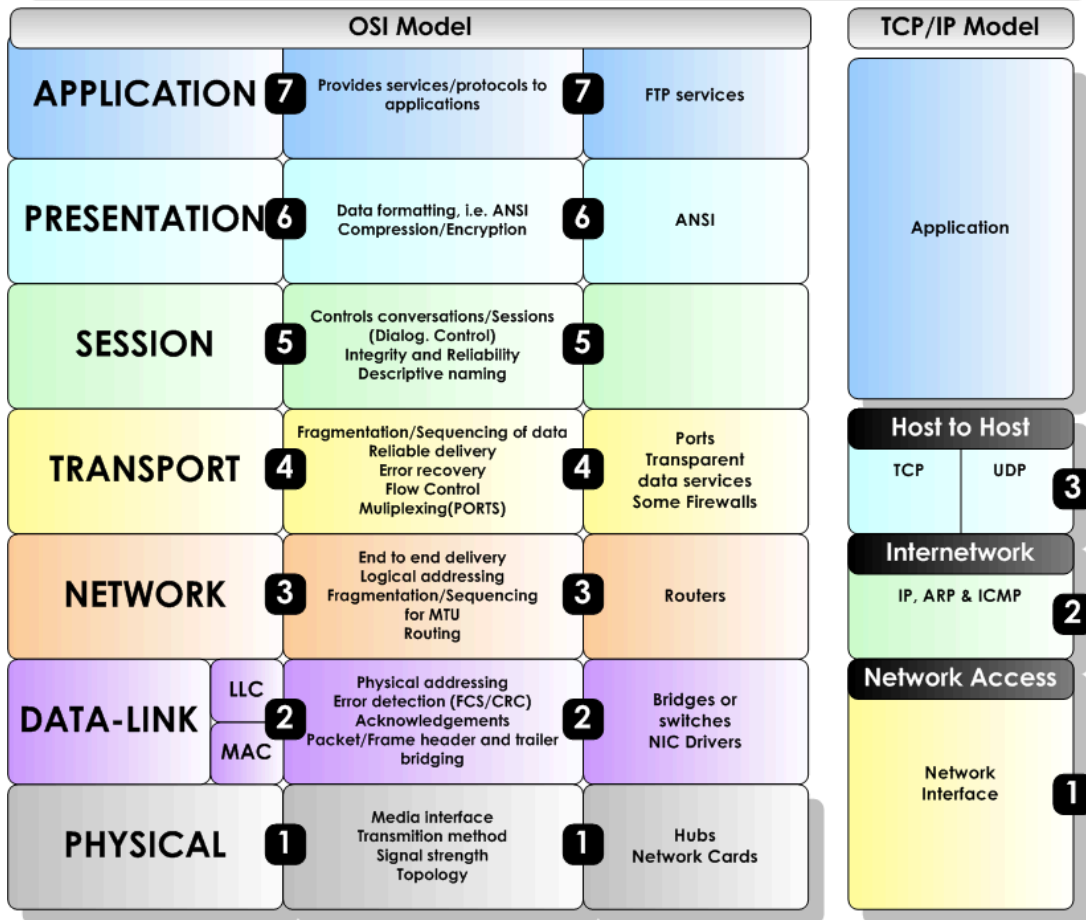 OSI Model
APPLICATION
7
Provides services/protocols to
applications
7
FTP services
PRESENTATION
6
Data formatting, i.e. ANSI
Compression/Encryption
6
ANSI
SESSION
5
Controls conversations/Sessions
(Dialog. Control)
Integrity and Reliability
Descriptive naming
5
TRANSPORT
4
Fragmentation/Sequencing of data
Reliable delivery
Error recovery
Flow Control
Muliplexing(PORTS)
4
Ports
Transparent
data services
Some Firewalls
NETWORK
3
End to end delivery
Logical addressing
Fragmentation/Sequencing
for MTU
Routing
3
Routers
DATA-LINK
LLC
MAC
2
Physical addressing
Error detection (FCS/CRC)
Acknowledgements
Packet/Frame header and trailer
bridging
2
Bridges or
switches
NIC Drivers
PHYSICAL
1
Media interface
Transmition method
Signal strength
Topology
1
Hubs
Network Cards
TCP/IP Model
Application
Host to Host
TCP
UDP
3
Internetwork
IP, ARP & ICMP
2
Network Access
Network
Interface
1